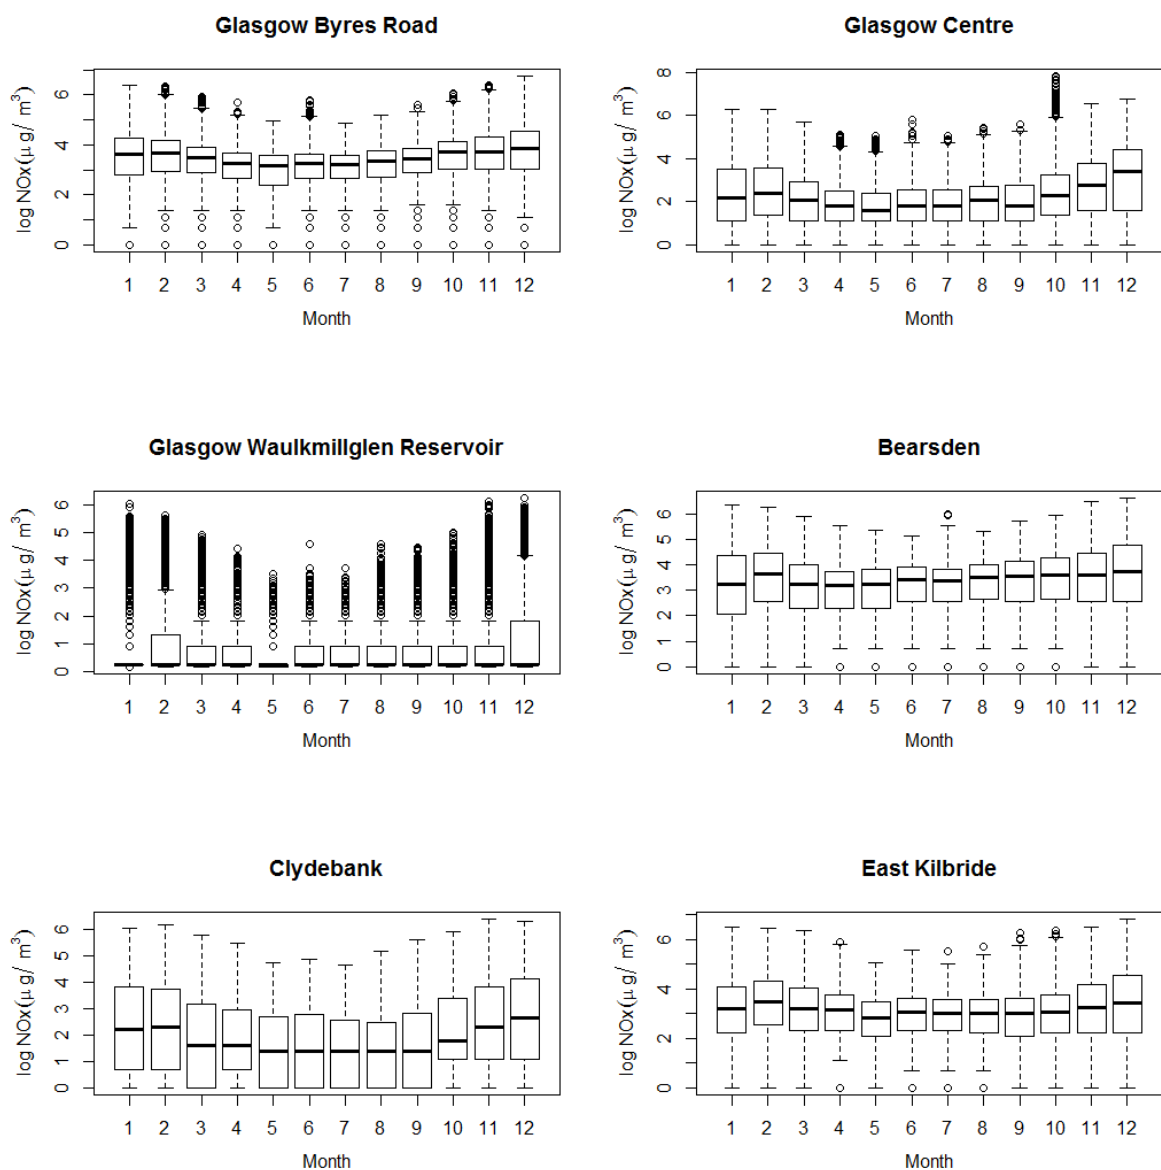 Glasgow Byres Road
log NOx(μ g/ m³)
0 2 4 6
1 2 3 4 5 6 7 8 9 10 11 12
Month
Glasgow Centre
log NOx(μ g/ m³)
0 2 4 6 8
1 2 3 4 5 6 7 8 9 10 11 12
Month
Glasgow Waulkmillglen Reservoir
log NOx(μ g/ m³)
0 1 2 3 4 5 6
1 2 3 4 5 6 7 8 9 10 11 12
Month
Bearsden
log NOx(μ g/ m³)
0 1 2 3 4 5 6
1 2 3 4 5 6 7 8 9 10 11 12
Month
Clydebank
log NOx(μ g/ m³)
0 1 2 3 4 5 6
1 2 3 4 5 6 7 8 9 10 11 12
Month
East Kilbride
log NOx(μ g/ m³)
0 2 4 6
1 2 3 4 5 6 7 8 9 10 11 12
Month